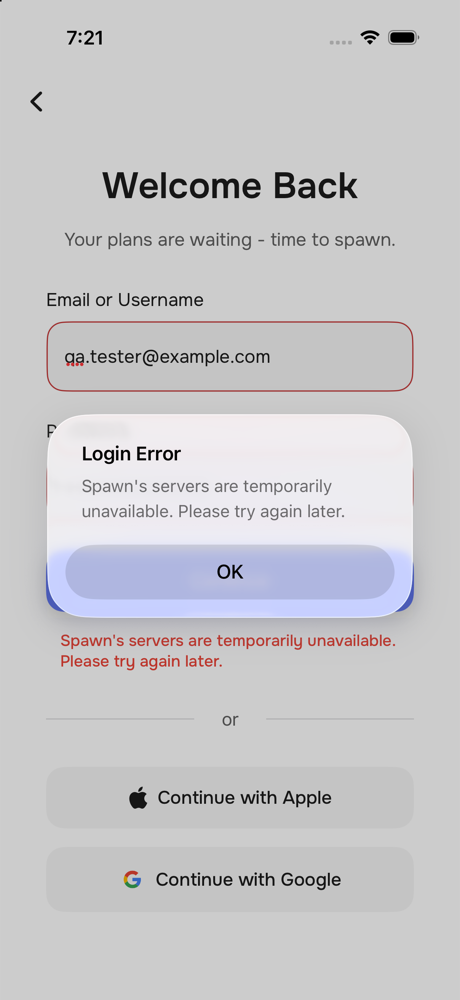 7:21
Welcome Back
Your plans are waiting - time to spawn.
Email or Username
qa.tester@example.com
Login Error
Spawn's servers are temporarily
unavailable. Please try again later.
OK
Spawn's servers are temporarily unavailable.
Please try again later.
or
Continue with Apple
Continue with Google